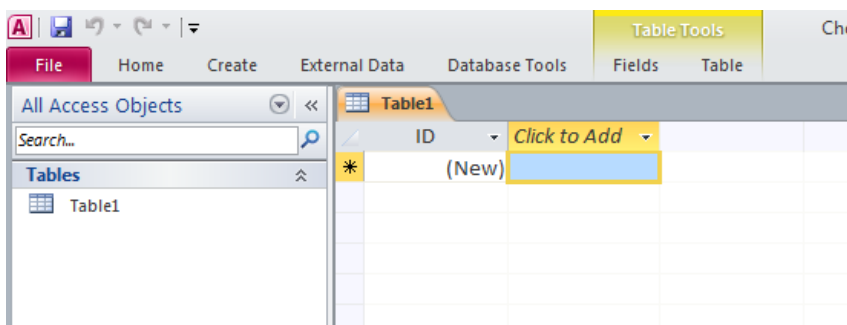 A
Table Tools
File Home Create External Data Database Tools Fields Table
All Access Objects
Table1
Search...
ID Click to Add
Tables
(New)
Table1